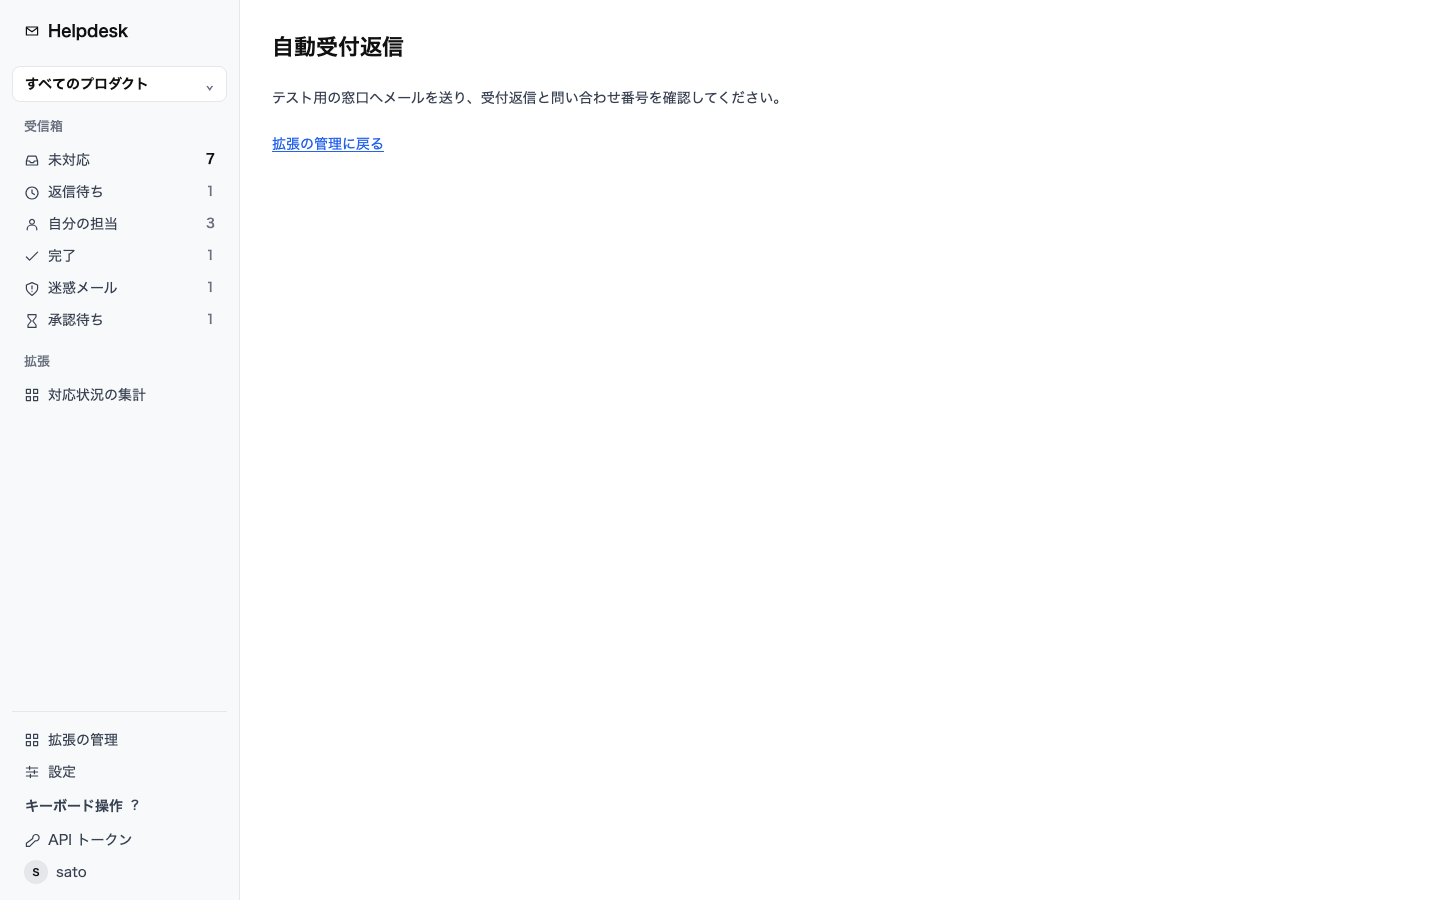 Helpdesk
すべてのプロダクト
受信箱
未対応 7
返信待ち 1
自分の担当 3
完了 1
迷惑メール 1
承認待ち 1
拡張
対応状況の集計
拡張の管理
設定
キーボード操作 ?
API トークン
S sato
自動受付返信
テスト用の窓口へメールを送り、受付返信と問い合わせ番号を確認してください。
拡張の管理に戻る